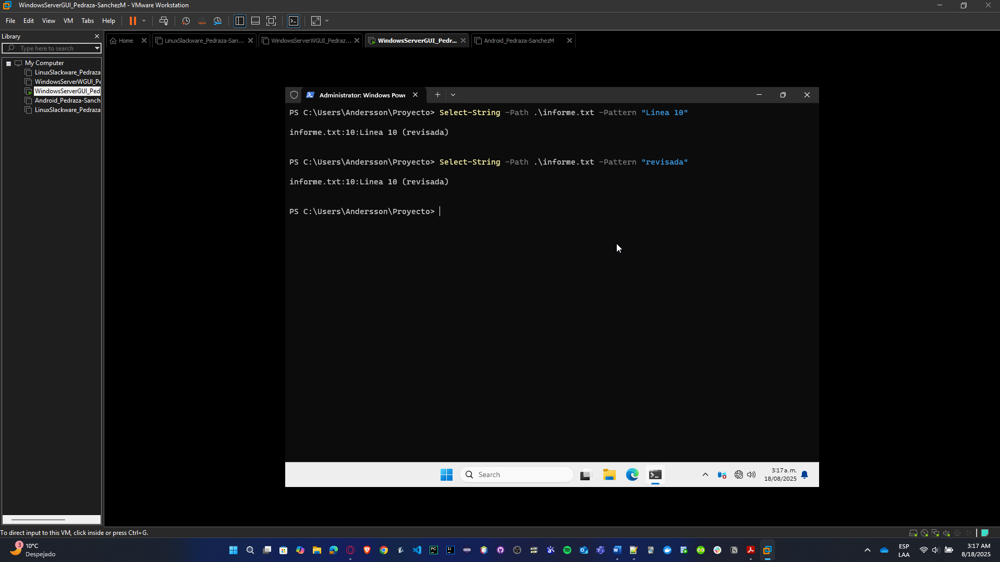 WindowsServerGUI_Pedraza-SanchezM - VMware Workstation
File Edit View VM Tabs Help
Library
Type here to search
My Computer
LinuxSlackware_Pedraza
WindowsServerWGUI_Pe
WindowsServerGUI_Ped
Android_Pedraza-Sanch
LinuxSlackware_Pedraza
Home
LinuxSlackware_Pedraza-San...
WindowsServerWGUI_Pedraz...
WindowsServerGUI_Pedr...
Android_Pedraza-SanchezM
Administrator: Windows Powe
PS C:\Users\Andersson\Proyecto> Select-String -Path .\informe.txt -Pattern "Linea 10"
informe.txt:10:Linea 10 (revisada)
PS C:\Users\Andersson\Proyecto> Select-String -Path .\informe.txt -Pattern "revisada"
informe.txt:10:Linea 10 (revisada)
PS C:\Users\Andersson\Proyecto>
Search
3:17 a. m.
18/08/2025
To direct input to this VM, click inside or press Ctrl+G.
3
10°C
Despejado
PC
IJ
ESP
LAA
3:17 AM
8/18/2025